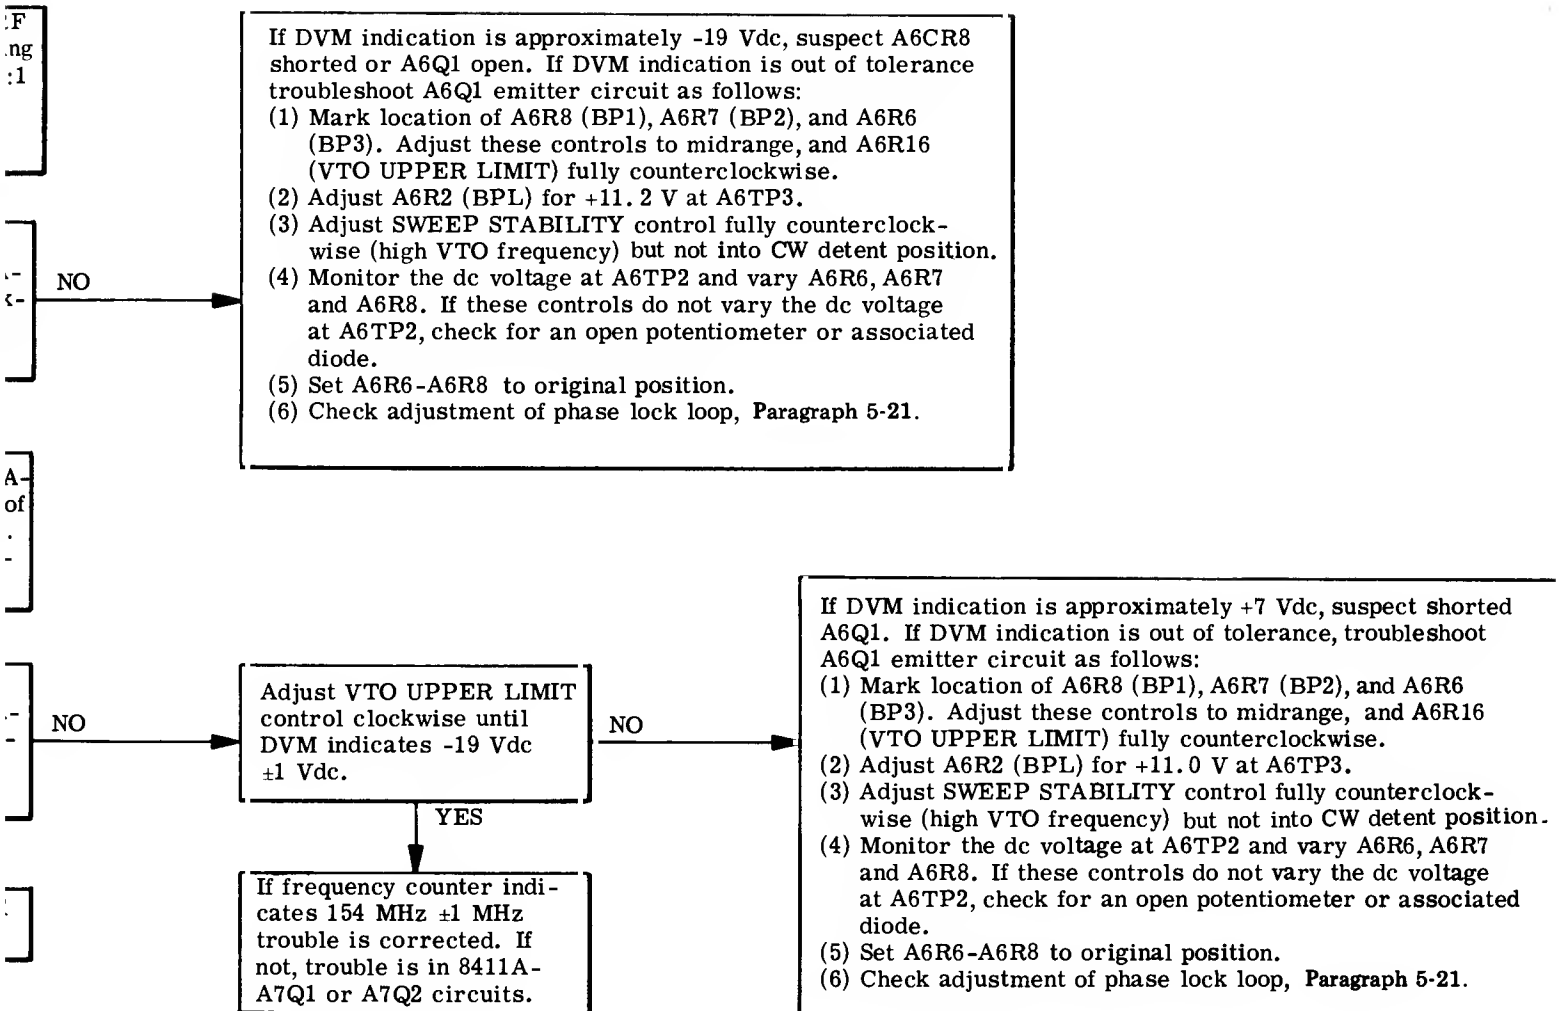 :F
.ng
:1
If DVM indication is approximately -19 Vdc, suspect A6CR8
shorted or A6Q1 open. If DVM indication is out of tolerance
troubleshoot A6Q1 emitter circuit as follows:
(1) Mark location of A6R8 (BP1), A6R7 (BP2), and A6R6
(BP3). Adjust these controls to midrange, and A6R16
(VTO UPPER LIMIT) fully counterclockwise.
(2) Adjust A6R2 (BPL) for +11.2 V at A6TP3.
(3) Adjust SWEEP STABILITY control fully counterclock-
wise (high VTO frequency) but not into CW detent position.
(4) Monitor the dc voltage at A6TP2 and vary A6R6, A6R7
and A6R8. If these controls do not vary the dc voltage
at A6TP2, check for an open potentiometer or associated
diode.
(5) Set A6R6-A6R8 to original position.
(6) Check adjustment of phase lock loop, Paragraph 5-21.
NO
A-
of
.
-
NO
Adjust VTO UPPER LIMIT
control clockwise until
DVM indicates -19 Vdc
±1 Vdc.
NO
YES
If frequency counter indi-
cates 154 MHz ±1 MHz
trouble is corrected. If
not, trouble is in 8411A-
A7Q1 or A7Q2 circuits.
If DVM indication is approximately +7 Vdc, suspect shorted
A6Q1. If DVM indication is out of tolerance, troubleshoot
A6Q1 emitter circuit as follows:
(1) Mark location of A6R8 (BP1), A6R7 (BP2), and A6R6
(BP3). Adjust these controls to midrange, and A6R16
(VTO UPPER LIMIT) fully counterclockwise.
(2) Adjust A6R2 (BPL) for +11.0 V at A6TP3.
(3) Adjust SWEEP STABILITY control fully counterclock-
wise (high VTO frequency) but not into CW detent position.
(4) Monitor the dc voltage at A6TP2 and vary A6R6, A6R7
and A6R8. If these controls do not vary the dc voltage
at A6TP2, check for an open potentiometer or associated
diode.
(5) Set A6R6-A6R8 to original position.
(6) Check adjustment of phase lock loop, Paragraph 5-21.